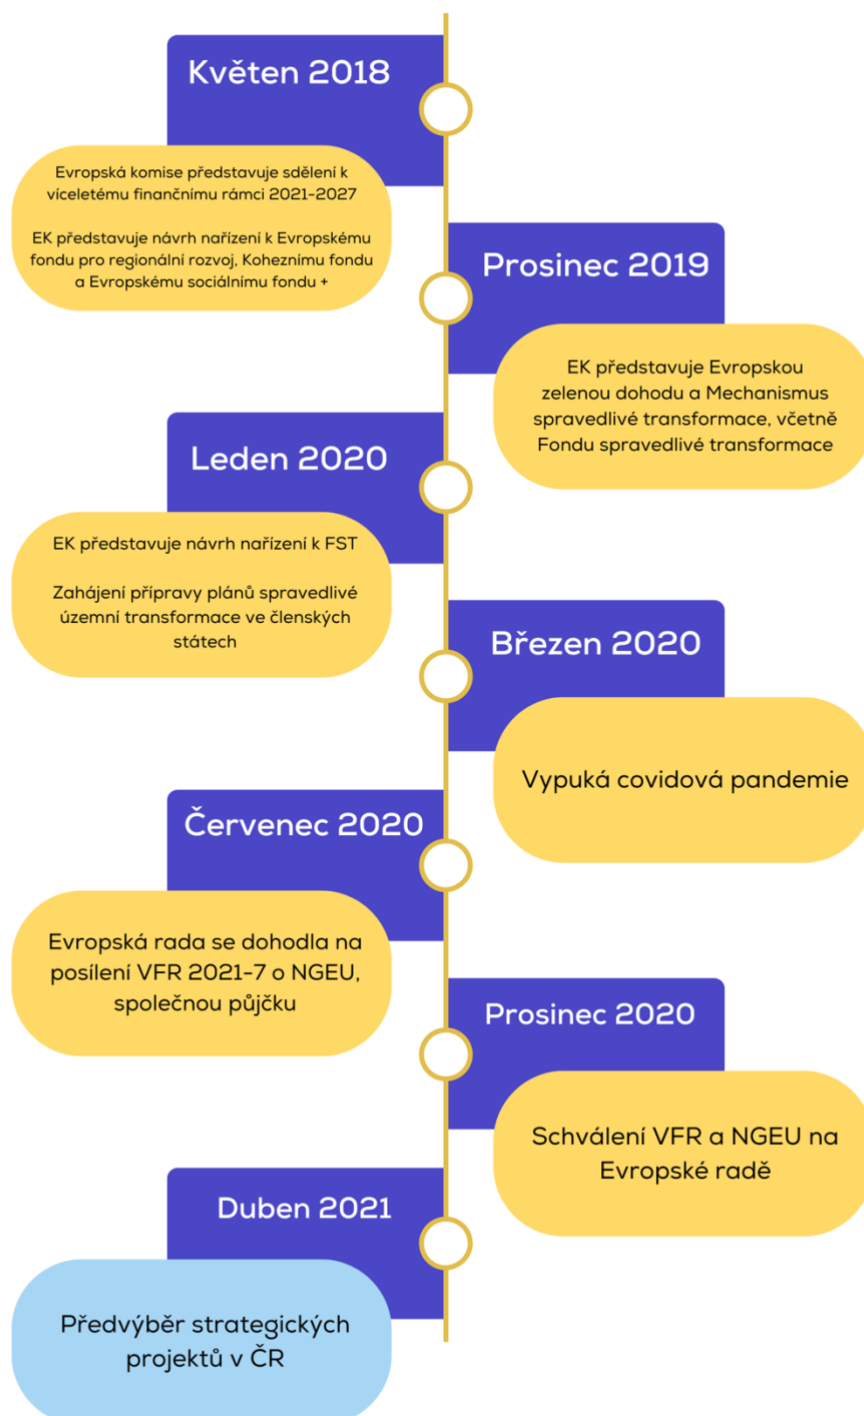 Květen 2018
Evropská komise představuje sdělení k
víceletému finančnímu rámci 2021-2027
EK představuje návrh nařízení k Evropskému
fondu pro regionální rozvoj, Koheznímu fondu
a Evropskému sociálnímu fondu +
Prosinec 2019
EK představuje Evropskou
zelenou dohodu a Mechanismus
spravedlivé transformace, včetně
Fondu spravedlivé transformace
Leden 2020
EK představuje návrh nařízení k FST
Zahájení přípravy plánů spravedlivé
územní transformace ve členských
státech
Březen 2020
Vypuká covidová pandemie
Červenec 2020
Evropská rada se dohodla na
posílení VFR 2021-7 o NGEU,
společnou půjčku
Prosinec 2020
Schválení VFR a NGEU na
Evropské radě
Duben 2021
Předvýběr strategických
projektů v ČR